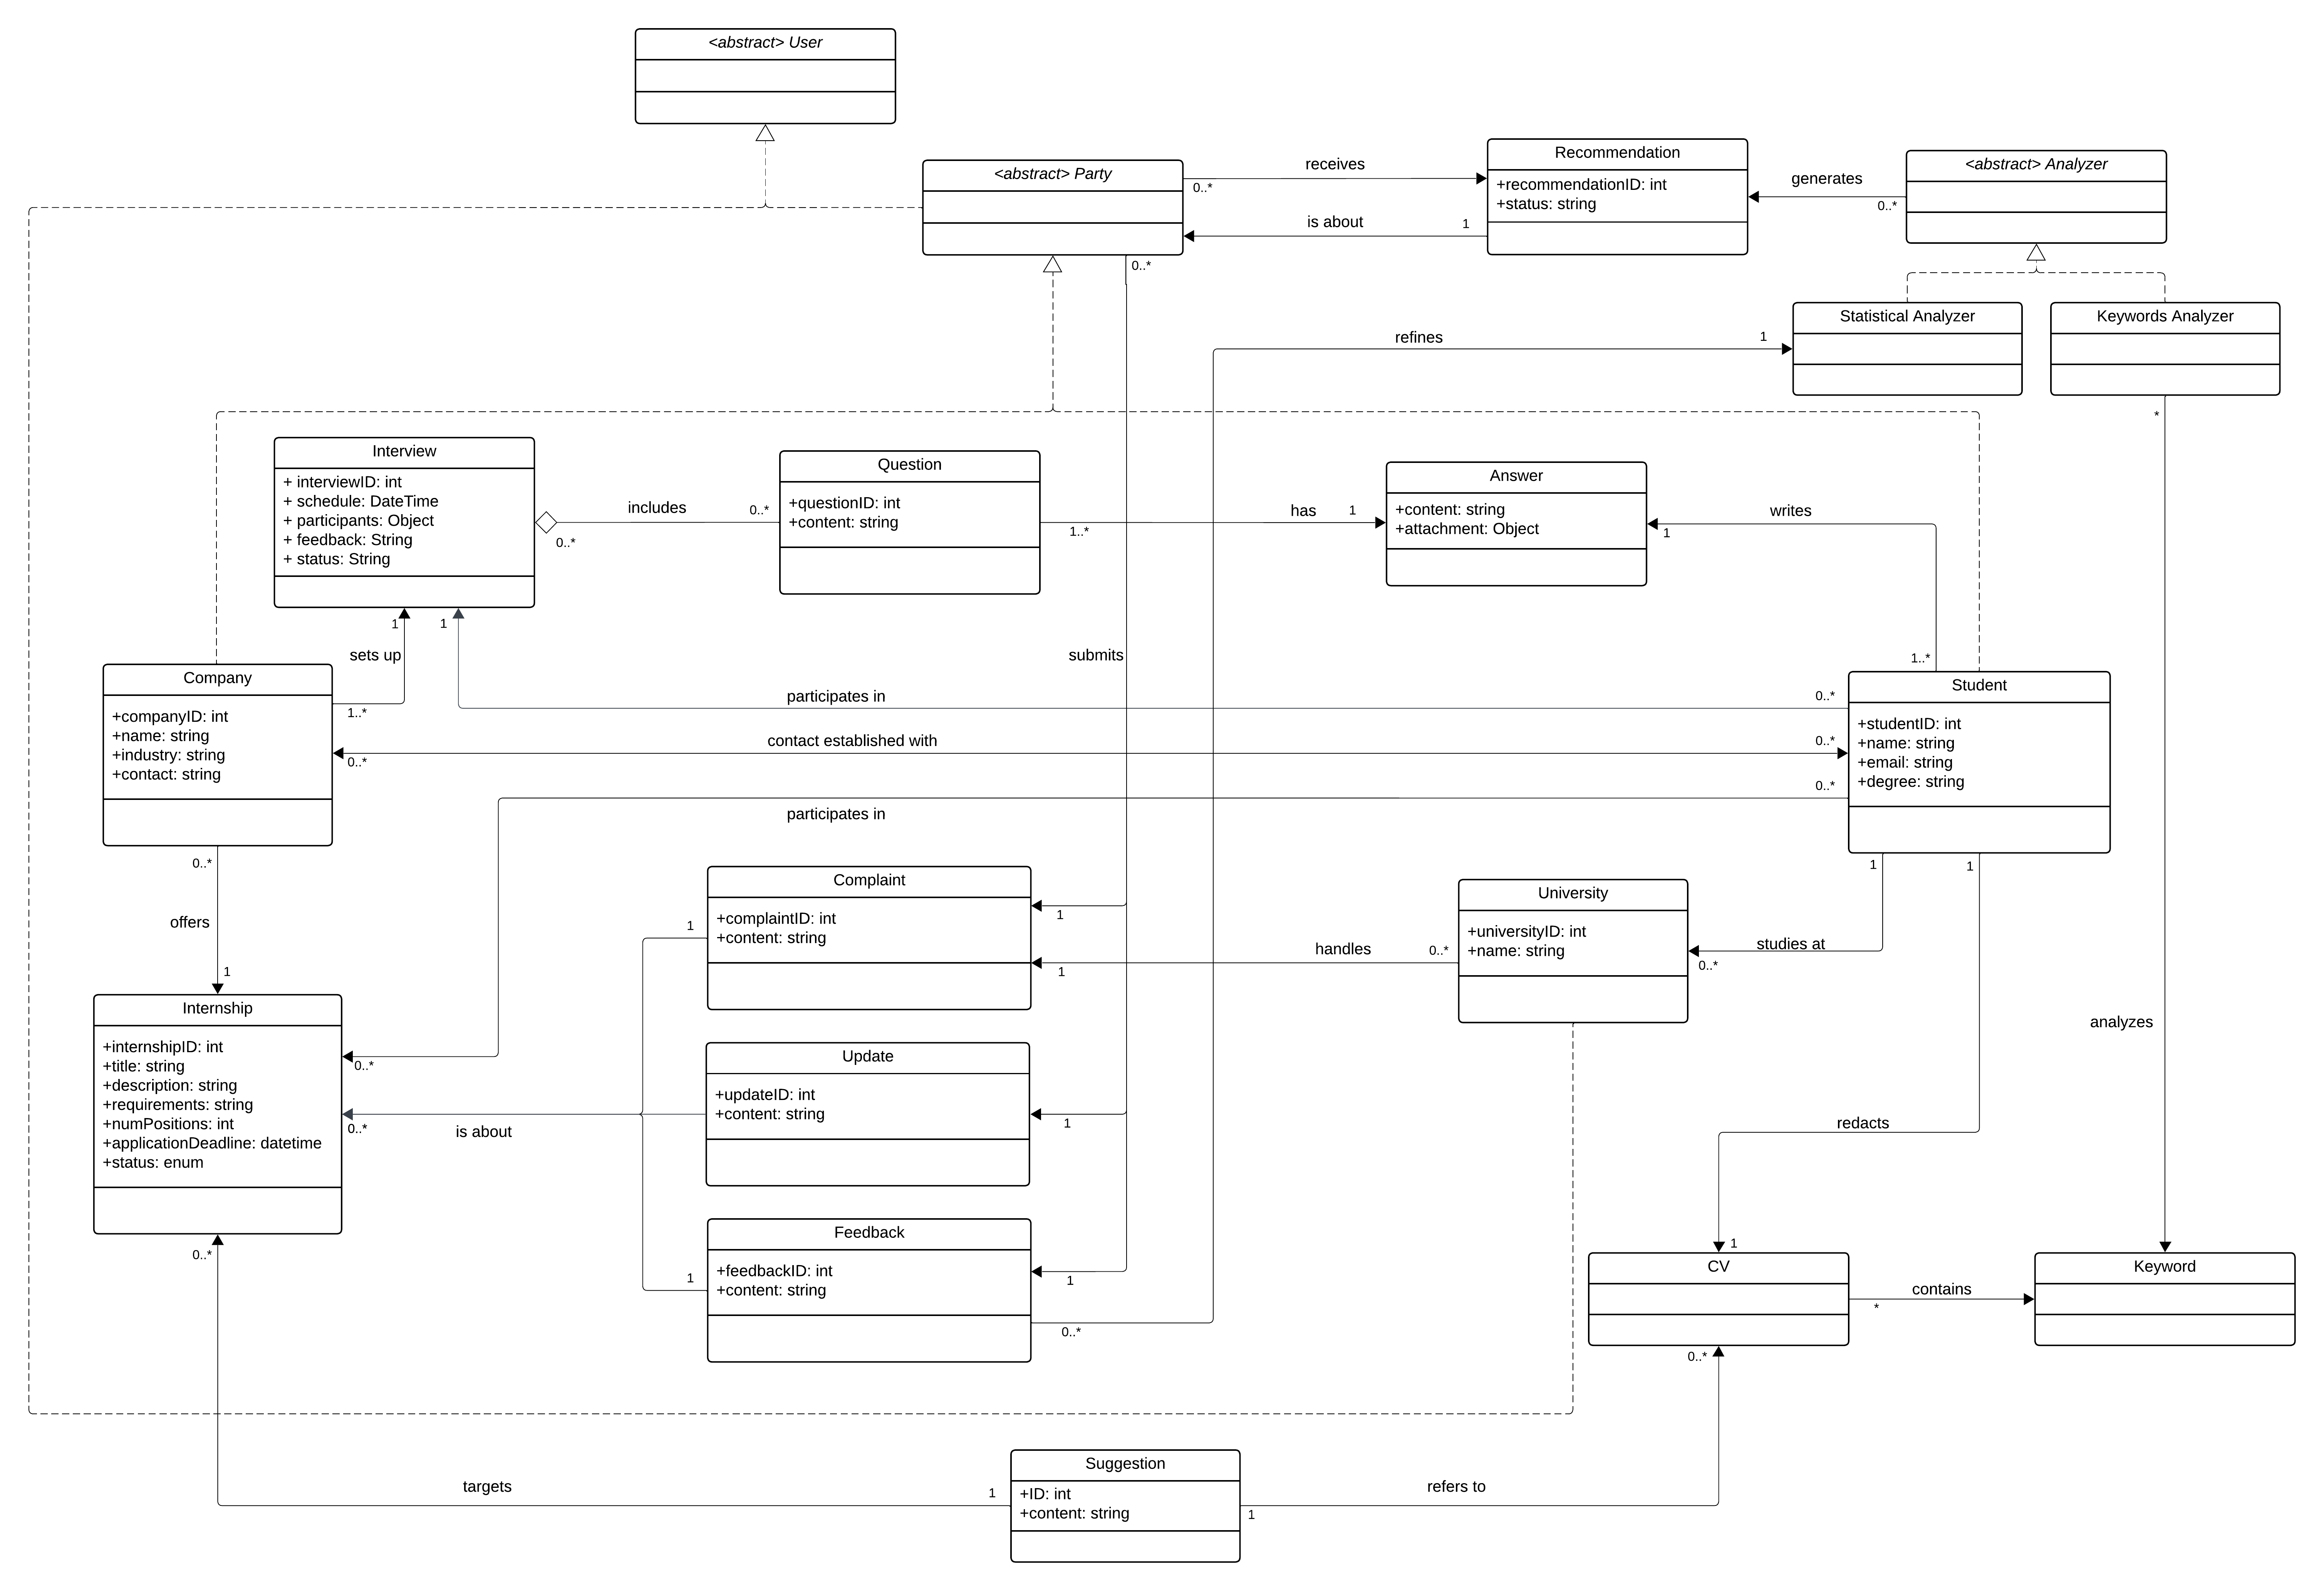 <abstract> User
<abstract> Party
0..*
receives
is about
1
Recommendation
+recommendationID: int
+status: string
generates
0..*
<abstract> Analyzer
0..*
Statistical Analyzer
Keywords Analyzer
refines
1
*
Interview
+ interviewID: int
+ schedule: DateTime
+ participants: Object
+ feedback: String
+ status: String
includes
0..*
0..*
Question
+questionID: int
+content: string
1..*
has
1
Answer
+content: string
+attachment: Object
writes
1
1..*
1
1
sets up
submits
Company
+companyID: int
+name: string
+industry: string
+contact: string
1..*
participates in
0..*
contact established with
0..*
0..*
participates in
0..*
Student
+studentID: int
+name: string
+email: string
+degree: string
0..*
offers
1
Complaint
+complaintID: int
+content: string
1
1
1
handles
0..*
University
+universityID: int
+name: string
studies at
0..*
1
1
Internship
+internshipID: int
+title: string
+description: string
+requirements: string
+numPositions: int
+applicationDeadline: datetime
+status: enum
0..*
0..*
is about
Update
+updateID: int
+content: string
1
analyzes
redacts
Feedback
+feedbackID: int
+content: string
1
1
0..*
0..*
1
CV
contains
*
Keyword
0..*
Suggestion
+ID: int
+content: string
targets
1
refers to
1